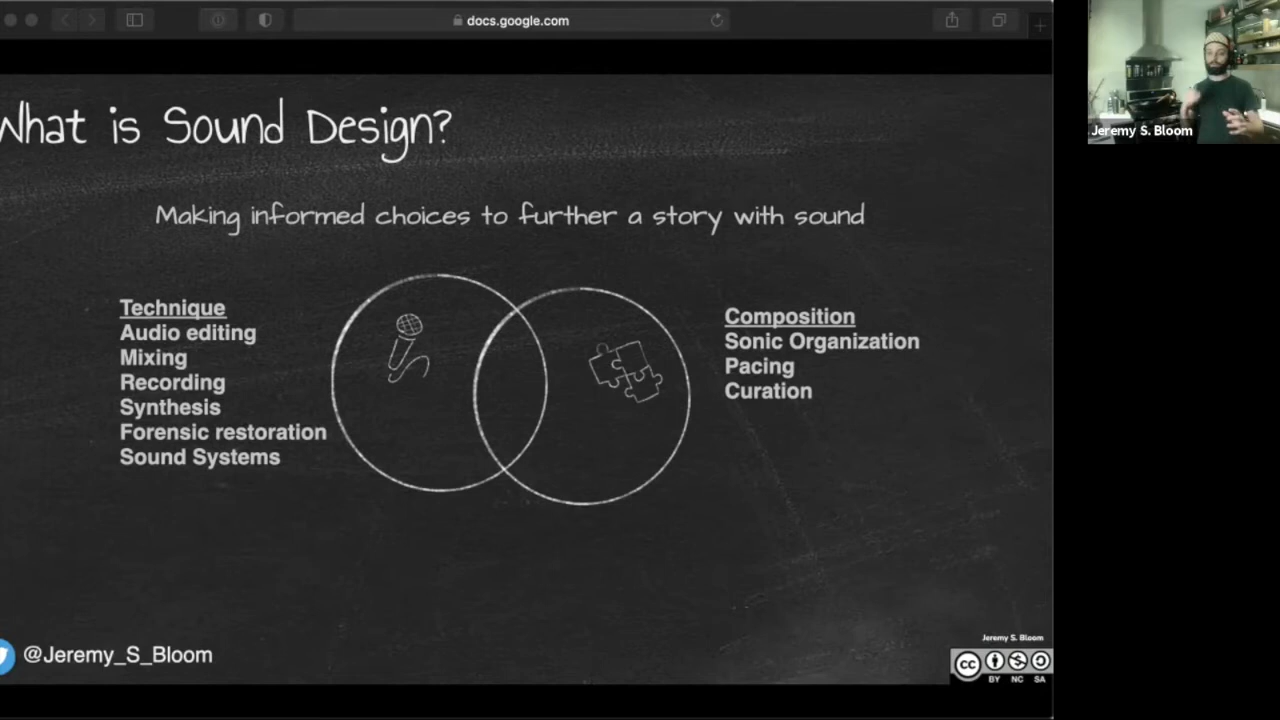 docs.google.com
What is Sound Design?
Making informed choices to further a story with sound
Technique
Audio editing
Mixing
Recording
Synthesis
Forensic restoration
Sound Systems
Composition
Sonic Organization
Pacing
Curation
@Jeremy_S_Bloom
Jeremy S. Bloom
cc
BY NC SA
Jeremy S. Bloom